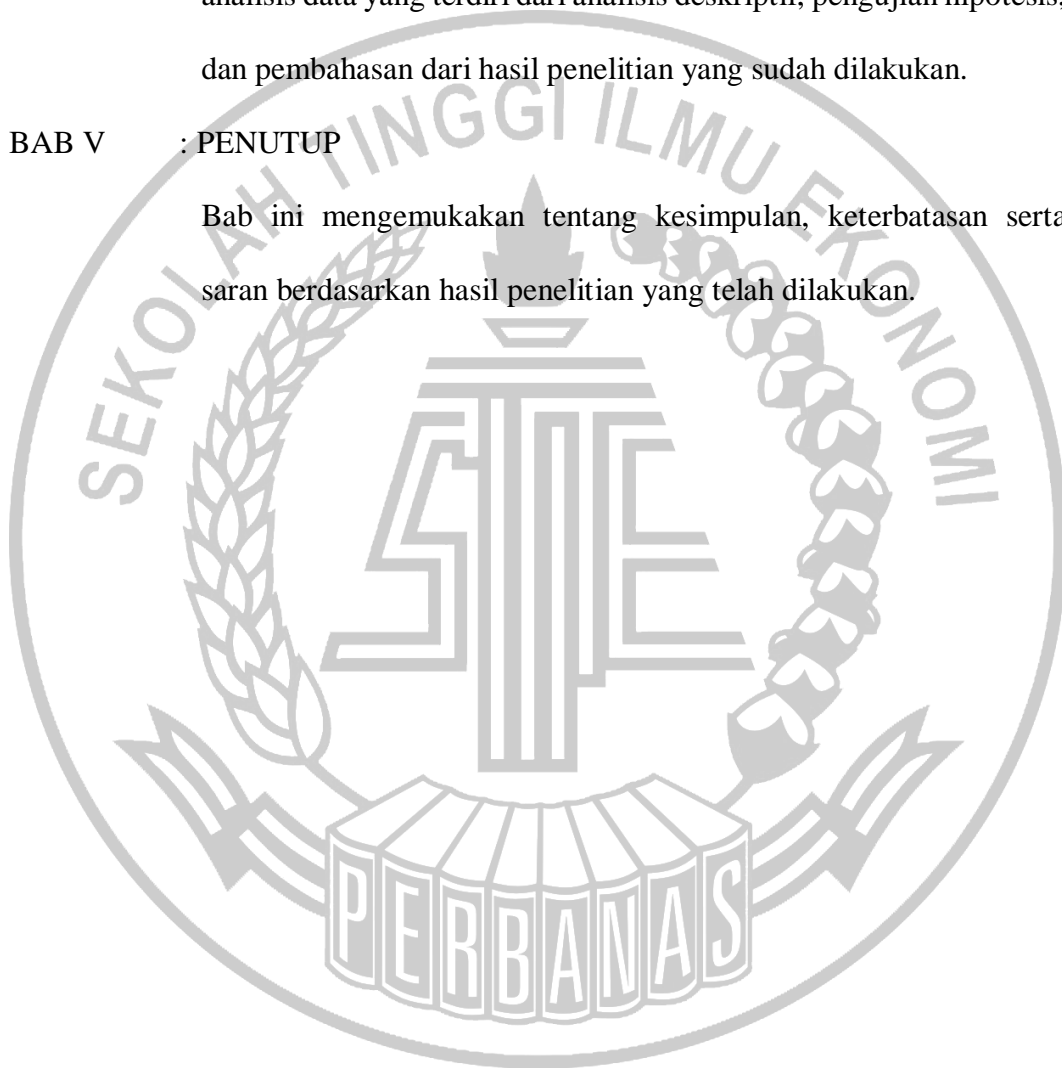 analisis data yang terdiri dari analisis deskriptif, pengujian hipotesis,
dan pembahasan dari hasil penelitian yang sudah dilakukan.
BAB V : PENUTUP
Bab ini mengemukakan tentang kesimpulan, keterbatasan serta
saran berdasarkan hasil penelitian yang telah dilakukan.
SEKOLAH TINGGI ILMU EKONOMI
STIE
PERBANAS